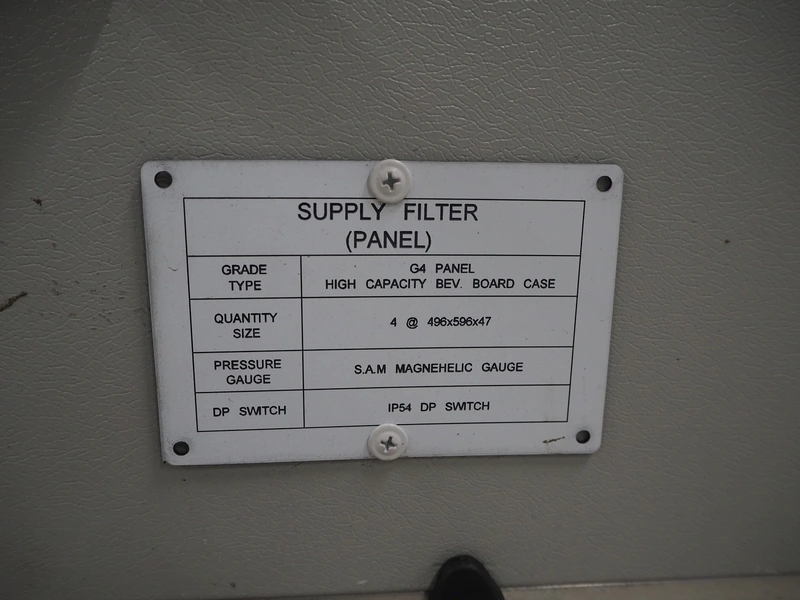 SUPPLY FILTER
(PANEL)
GRADE
TYPE
G4 PANEL
HIGH CAPACITY BEV. BOARD CASE
QUANTITY
SIZE
4 @ 496x596x47
PRESSURE
GAUGE
S.A.M MAGNEHELIC GAUGE
DP SWITCH
IP54 DP SWITCH